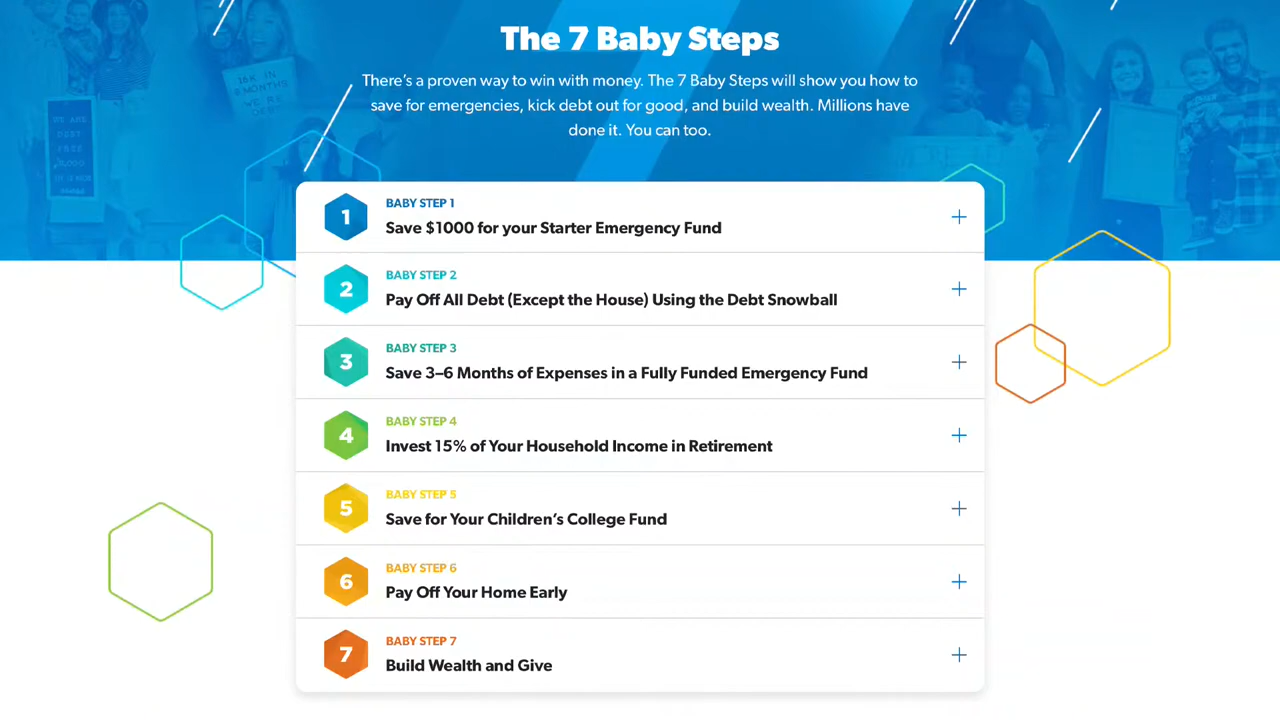 The 7 Baby Steps
There's a proven way to win with money. The 7 Baby Steps will show you how to
save for emergencies, kick debt out for good, and build wealth. Millions have
done it. You can too.
WE ARE
DEBT
FREE
1
BABY STEP 1
Save $1000 for your Starter Emergency Fund
2
BABY STEP 2
Pay Off All Debt (Except the House) Using the Debt Snowball
3
BABY STEP 3
Save 3–6 Months of Expenses in a Fully Funded Emergency Fund
4
BABY STEP 4
Invest 15% of Your Household Income in Retirement
5
BABY STEP 5
Save for Your Children's College Fund
6
BABY STEP 6
Pay Off Your Home Early
7
BABY STEP 7
Build Wealth and Give